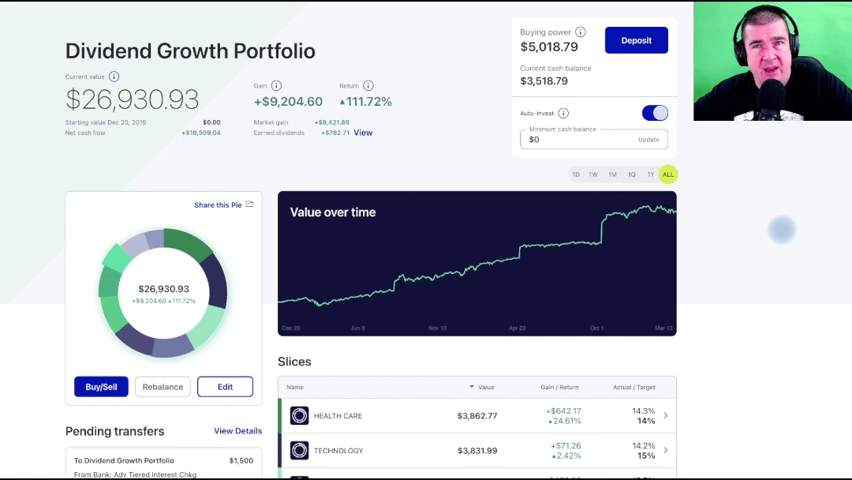 Dividend Growth Portfolio
Current value
$26,930.93
Starting value Dec 20, 2019 $0.00
Net cash flow +$18,509.04
Gain Return
+$9,204.60 ▲111.72%
Market gain +$8,421.89
Earned dividends +$782.71 View
Buying power
$5,018.79
Deposit
Current cash balance
$3,518.79
Auto-invest
Minimum cash balance
$0 Update
1D 1W 1M 1Q 1Y ALL
Share this Pie
$26,930.93
+$9,204.60 ▲111.72%
Buy/Sell Rebalance Edit
Value over time
Dec 20 Jun 3 Nov 10 Apr 23 Oct 1 Mar 13
Pending transfers View Details
To Dividend Growth Portfolio $1,500
From Bank: Adv Tiered Interest Chkg
Slices
Name Value Gain / Return Actual / Target
HEALTH CARE $3,862.77 +$642.17 14.3%
▲24.61% 14%
TECHNOLOGY $3,831.99 +$71.26 14.2%
▲2.42% 15%